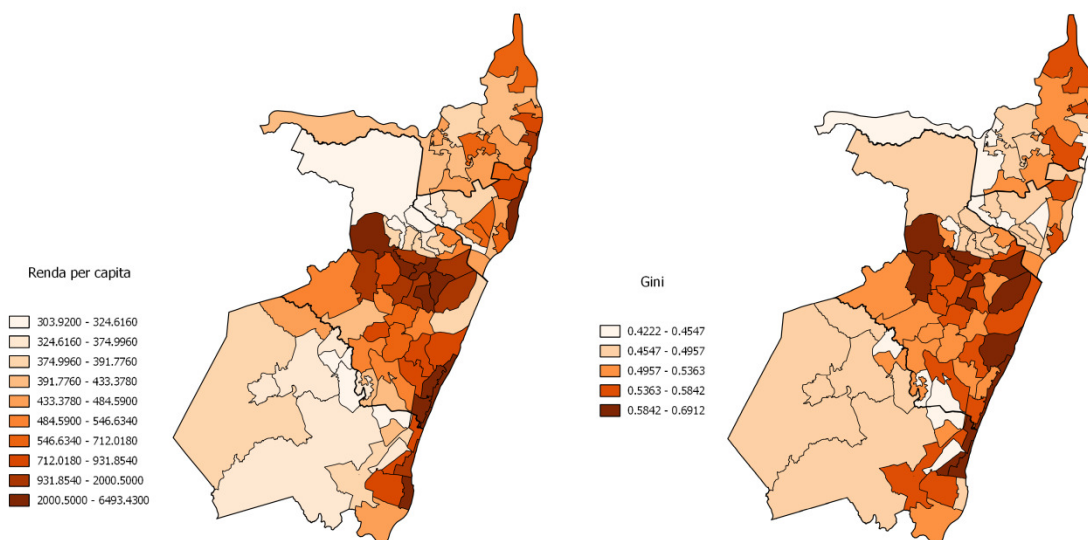 Renda per capita
303.9200 - 324.6160
324.6160 - 374.9960
374.9960 - 391.7760
391.7760 - 433.3780
433.3780 - 484.5900
484.5900 - 546.6340
546.6340 - 712.0180
712.0180 - 931.8540
931.8540 - 2000.5000
2000.5000 - 6493.4300
Gini
0.4222 - 0.4547
0.4547 - 0.4957
0.4957 - 0.5363
0.5363 - 0.5842
0.5842 - 0.6912